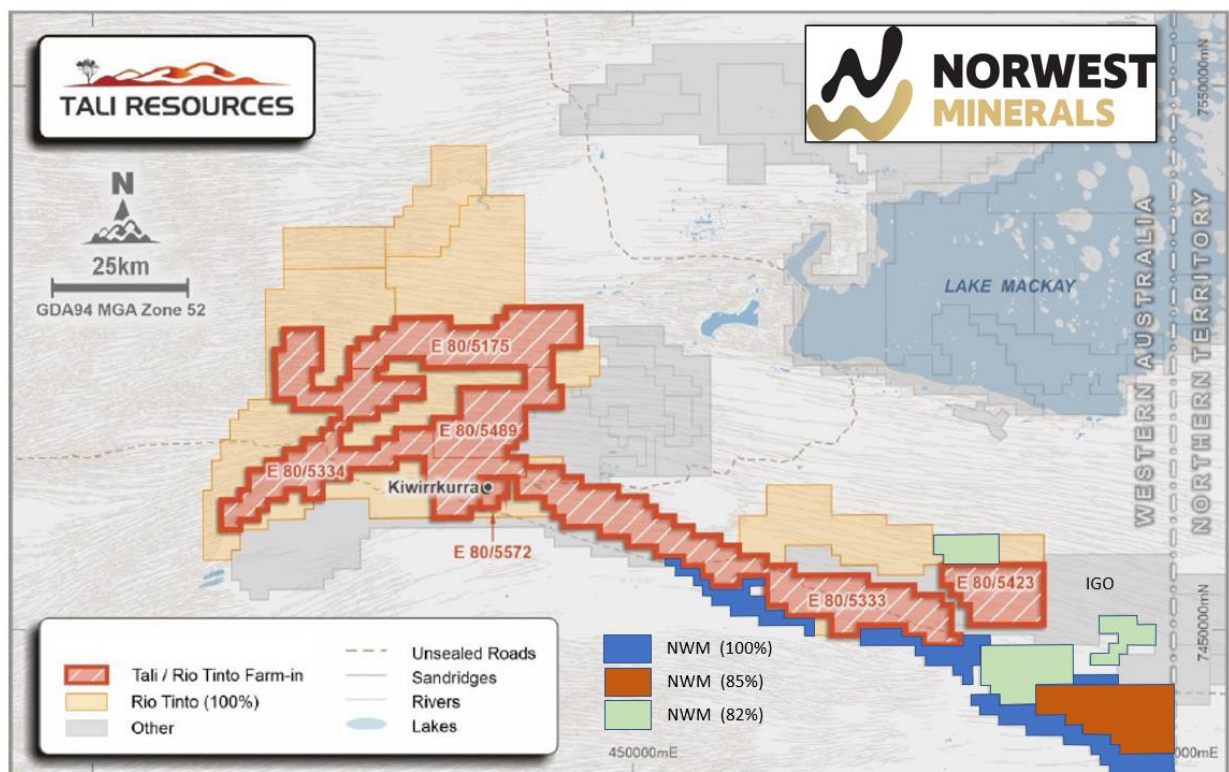 TALI RESOURCES
NORWEST
MINERALS
7550000mN
N
25km
GDA94 MGA Zone 52
WESTERN AUSTRALIA
NORTHERN TERRITORY
LAKE MACKAY
E 80/5175
E 80/5489
E 80/5334
Kiwirrkurra
E 80/5572
E 80/5423
IGO
E 80/5333
7450000mN
Tali / Rio Tinto Farm-in
Rio Tinto (100%)
Other
Unsealed Roads
Sandridges
Rivers
Lakes
NWM (100%)
NWM (85%)
NWM (82%)
450000mE
000mE